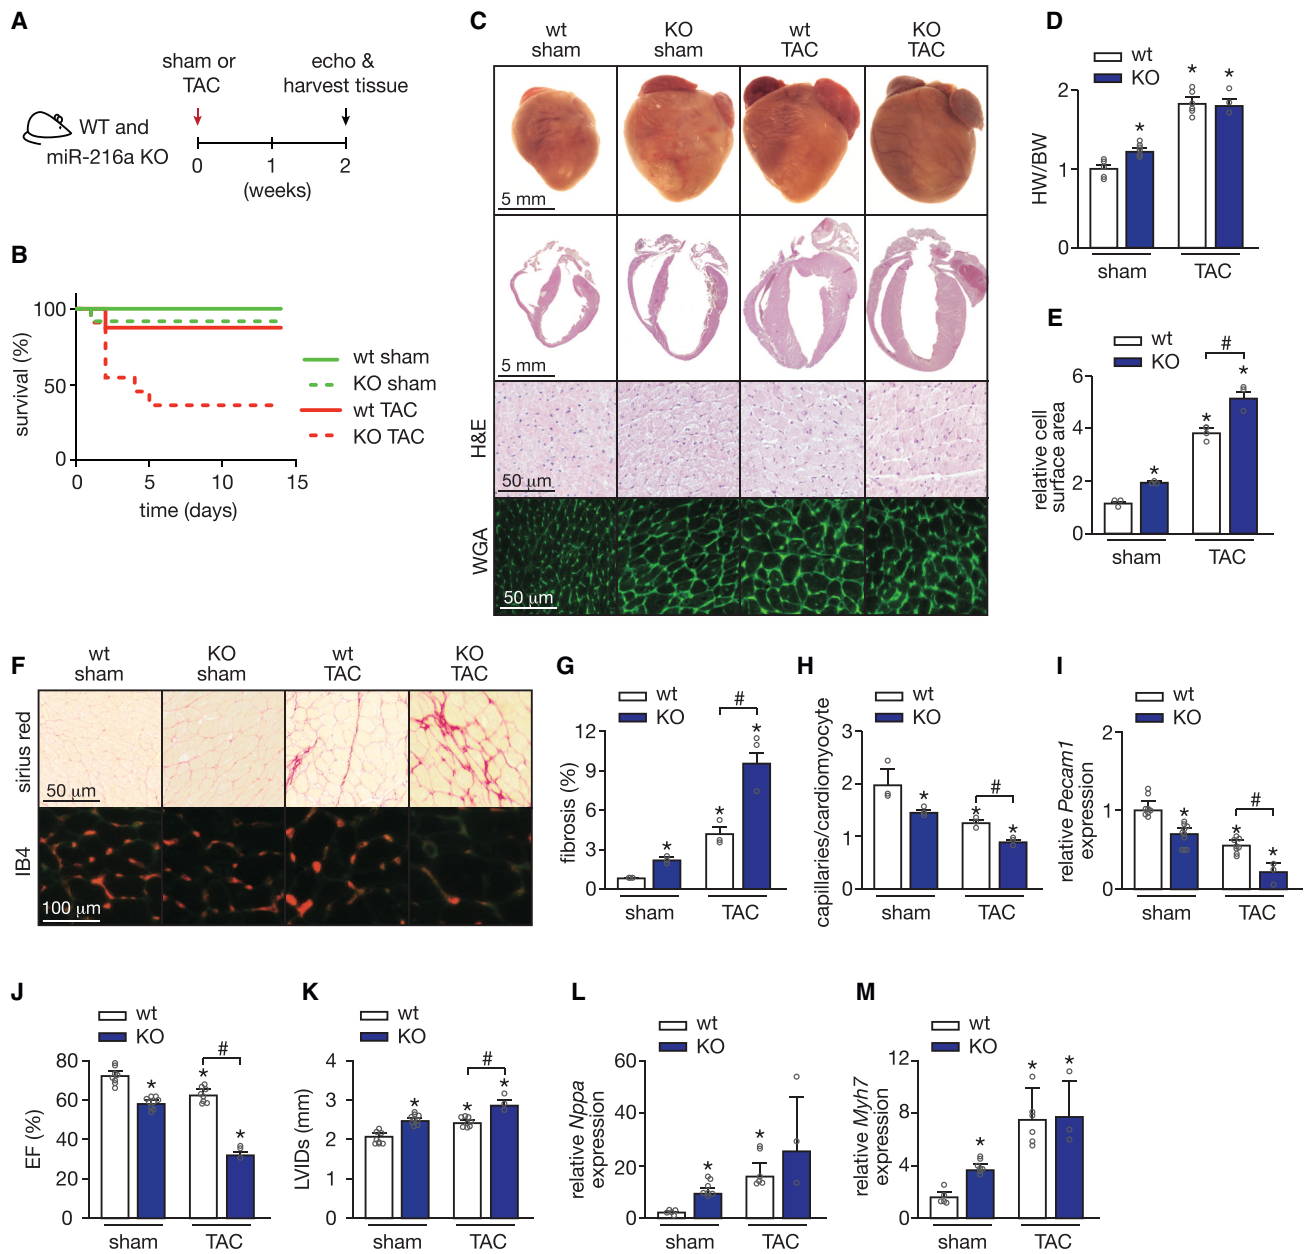 A
sham or
TAC
echo &
harvest tissue
WT and
miR-216a KO
0
1
2
(weeks)
B
survival (%)
100
50
0
0
5
10
15
time (days)
wt sham
KO sham
wt TAC
KO TAC
C
wt
sham
KO
sham
wt
TAC
KO
TAC
5 mm
5 mm
H&E
50 µm
WGA
50 µm
D
wt
KO
HW/BW
2
1
0
*
*
*
sham
TAC
E
wt
KO
relative cell
surface area
6
4
2
0
*
*
#
*
sham
TAC
F
wt
sham
KO
sham
wt
TAC
KO
TAC
sirius red
50 µm
IB4
100 µm
G
wt
KO
fibrosis (%)
12
9
6
3
0
*
*
#
*
sham
TAC
H
wt
KO
capillaries/cardiomyocyte
3
2
1
0
*
*
#
*
sham
TAC
I
wt
KO
relative Pecam1
expression
2
1
0
*
*
#
*
sham
TAC
J
wt
KO
EF (%)
80
60
40
20
0
*
*
#
*
sham
TAC
K
wt
KO
LVIDs (mm)
4
3
2
1
0
*
*
#
*
sham
TAC
L
wt
KO
relative Nppa
expression
60
40
20
0
*
*
sham
TAC
M
wt
KO
relative Myh7
expression
12
8
4
0
*
*
*
sham
TAC